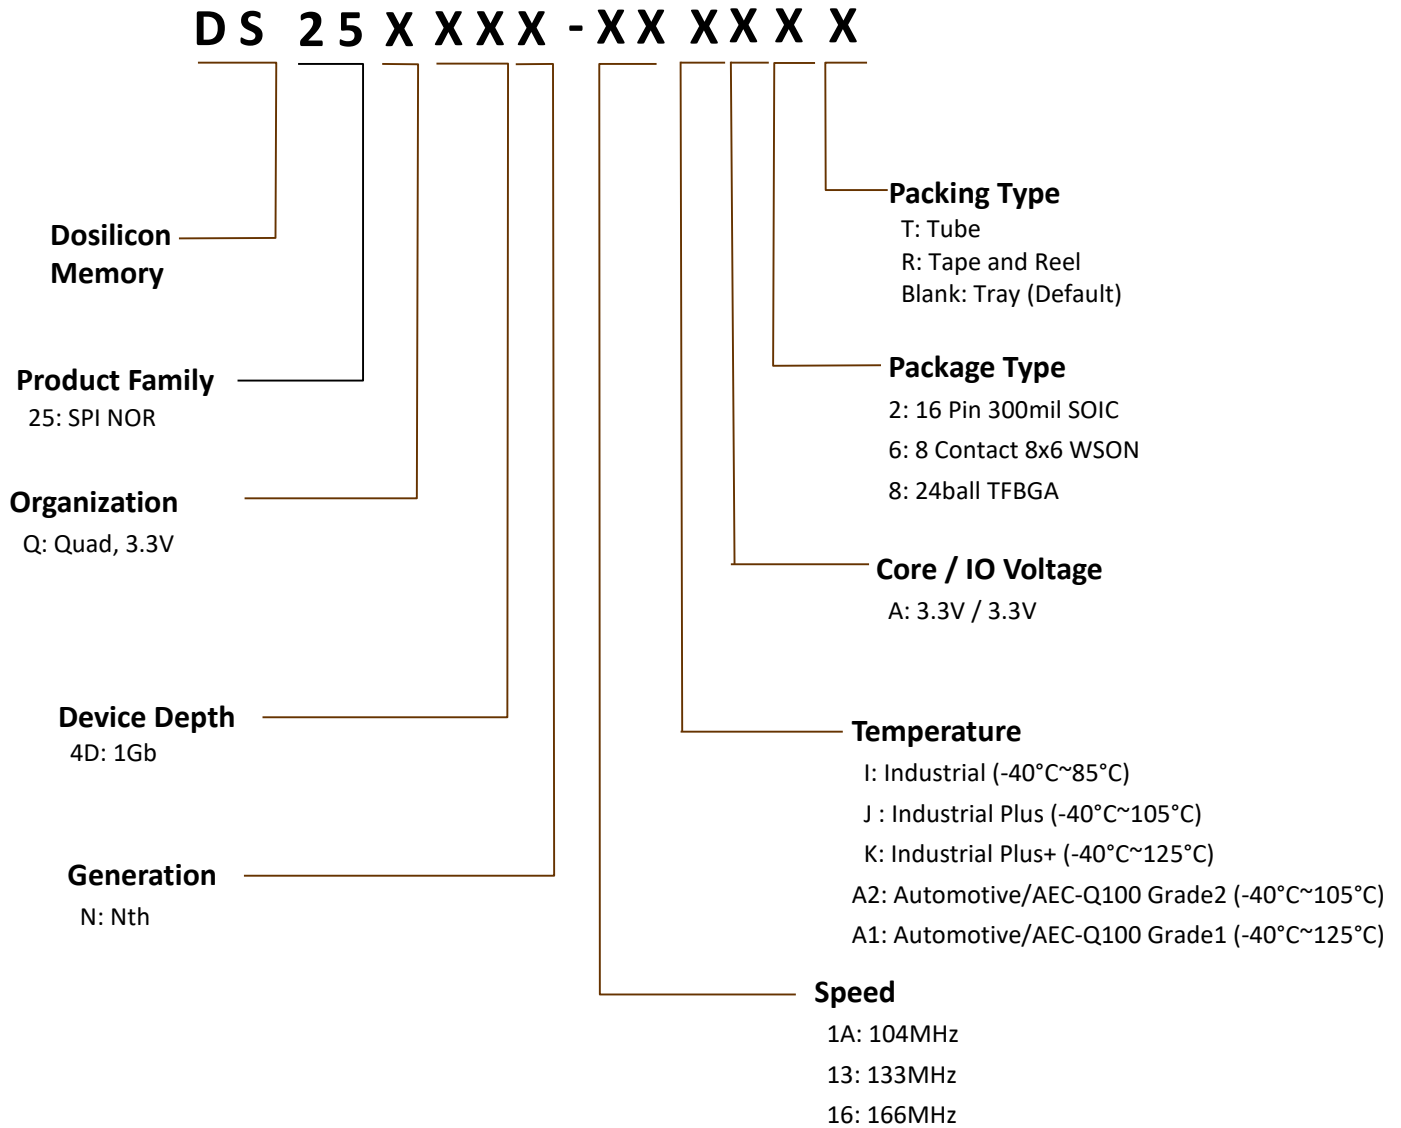 DS 25XXXX-XX XXX X
Dosilicon
Memory
Product Family
25: SPI NOR
Organization
Q: Quad, 3.3V
Device Depth
4D: 1Gb
Generation
N: Nth
Packing Type
T: Tube
R: Tape and Reel
Blank: Tray (Default)
Package Type
2: 16 Pin 300mil SOIC
6: 8 Contact 8x6 WSON
8: 24ball TFBGA
Core / IO Voltage
A: 3.3V / 3.3V
Temperature
I: Industrial (-40°C~85°C)
J : Industrial Plus (-40°C~105°C)
K: Industrial Plus+ (-40°C~125°C)
A2: Automotive/AEC-Q100 Grade2 (-40°C~105°C)
A1: Automotive/AEC-Q100 Grade1 (-40°C~125°C)
Speed
1A: 104MHz
13: 133MHz
16: 166MHz